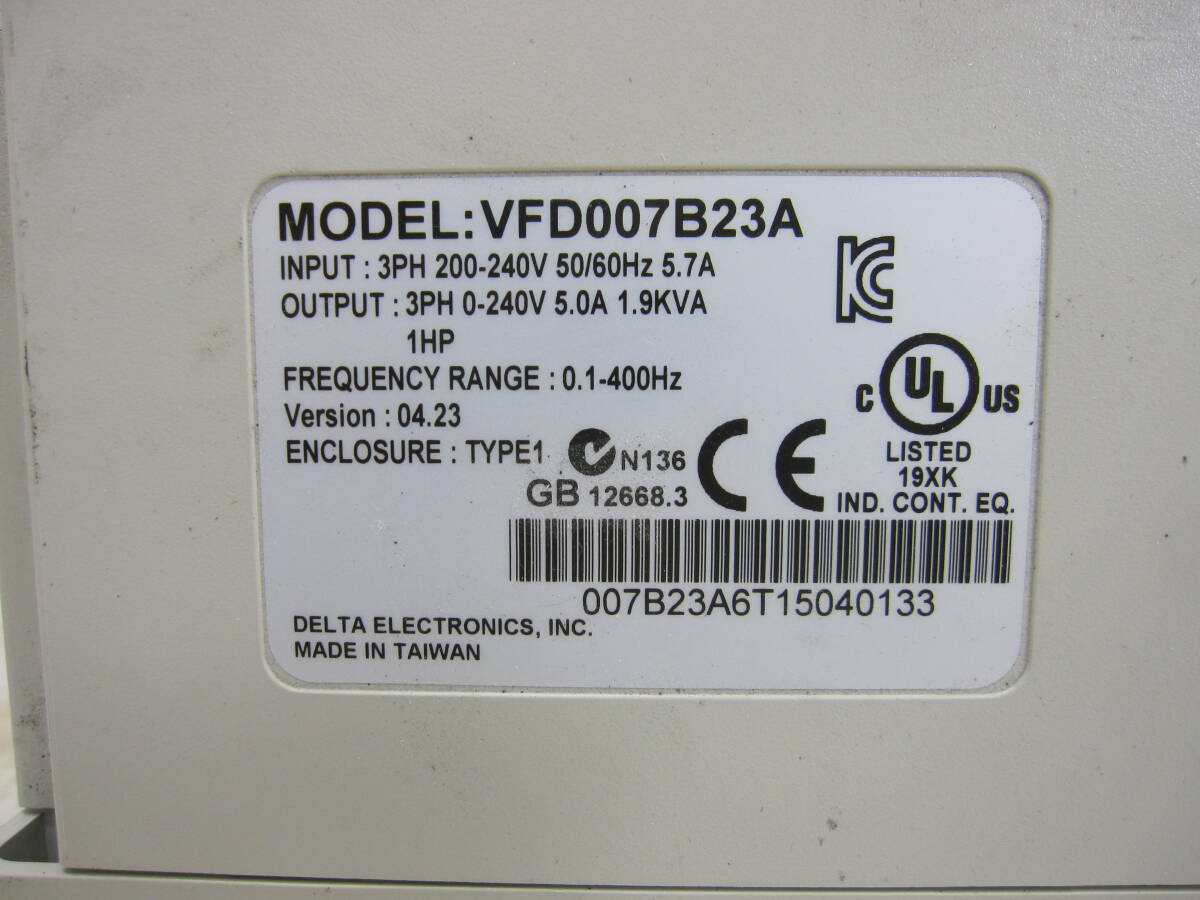 MODEL:VFD007B23A
INPUT : 3PH 200-240V 50/60Hz 5.7A
OUTPUT : 3PH 0-240V 5.0A 1.9KVA
1HP
FREQUENCY RANGE : 0.1-400Hz
Version : 04.23
ENCLOSURE : TYPE1
N136
GB 12668.3
CE
KC
C UL US
LISTED
19XK
IND. CONT. EQ.
007B23A6T15040133
DELTA ELECTRONICS, INC.
MADE IN TAIWAN